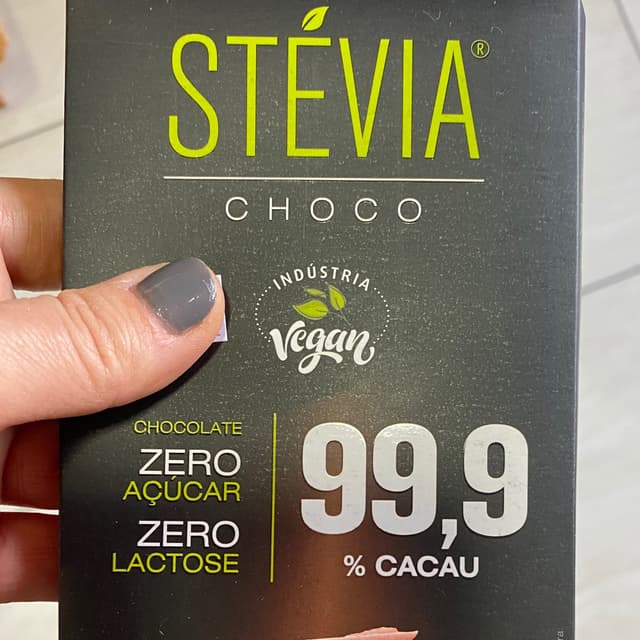 STÉVIA®
CHOCO
INDÚSTRIA
Vegan
CHOCOLATE
ZERO
AÇÚCAR
ZERO
LACTOSE
99,9
% CACAU